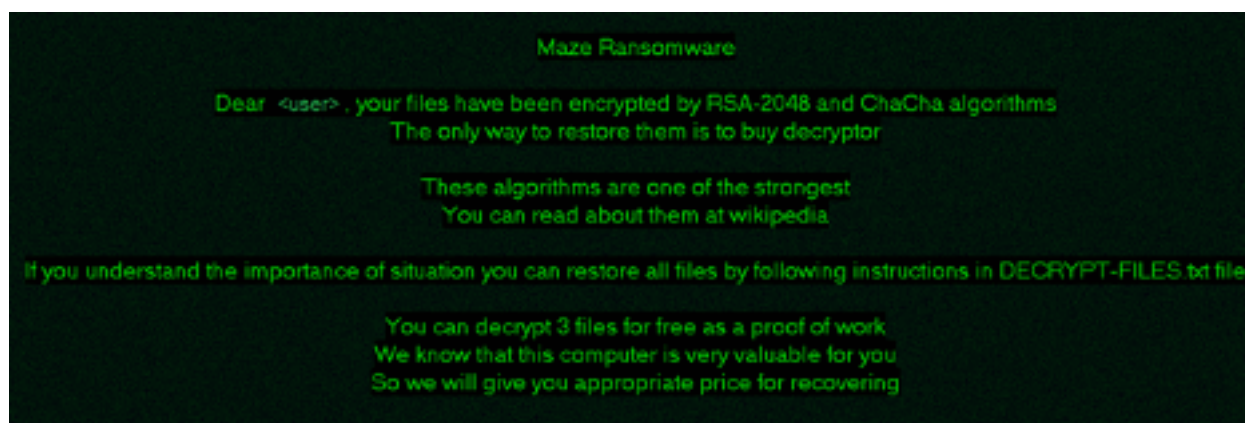 Maze Ransomware
Dear <user>, your files have been encrypted by RSA-2048 and ChaCha algorithms
The only way to restore them is to buy decryptor
These algorithms are one of the strongest
You can read about them at wikipedia
If you understand the importance of situation you can restore all files by following instructions in DECRYPT-FILES.txt file
You can decrypt 3 files for free as a proof of work
We know that this computer is very valuable for you
So we will give you appropriate price for recovering